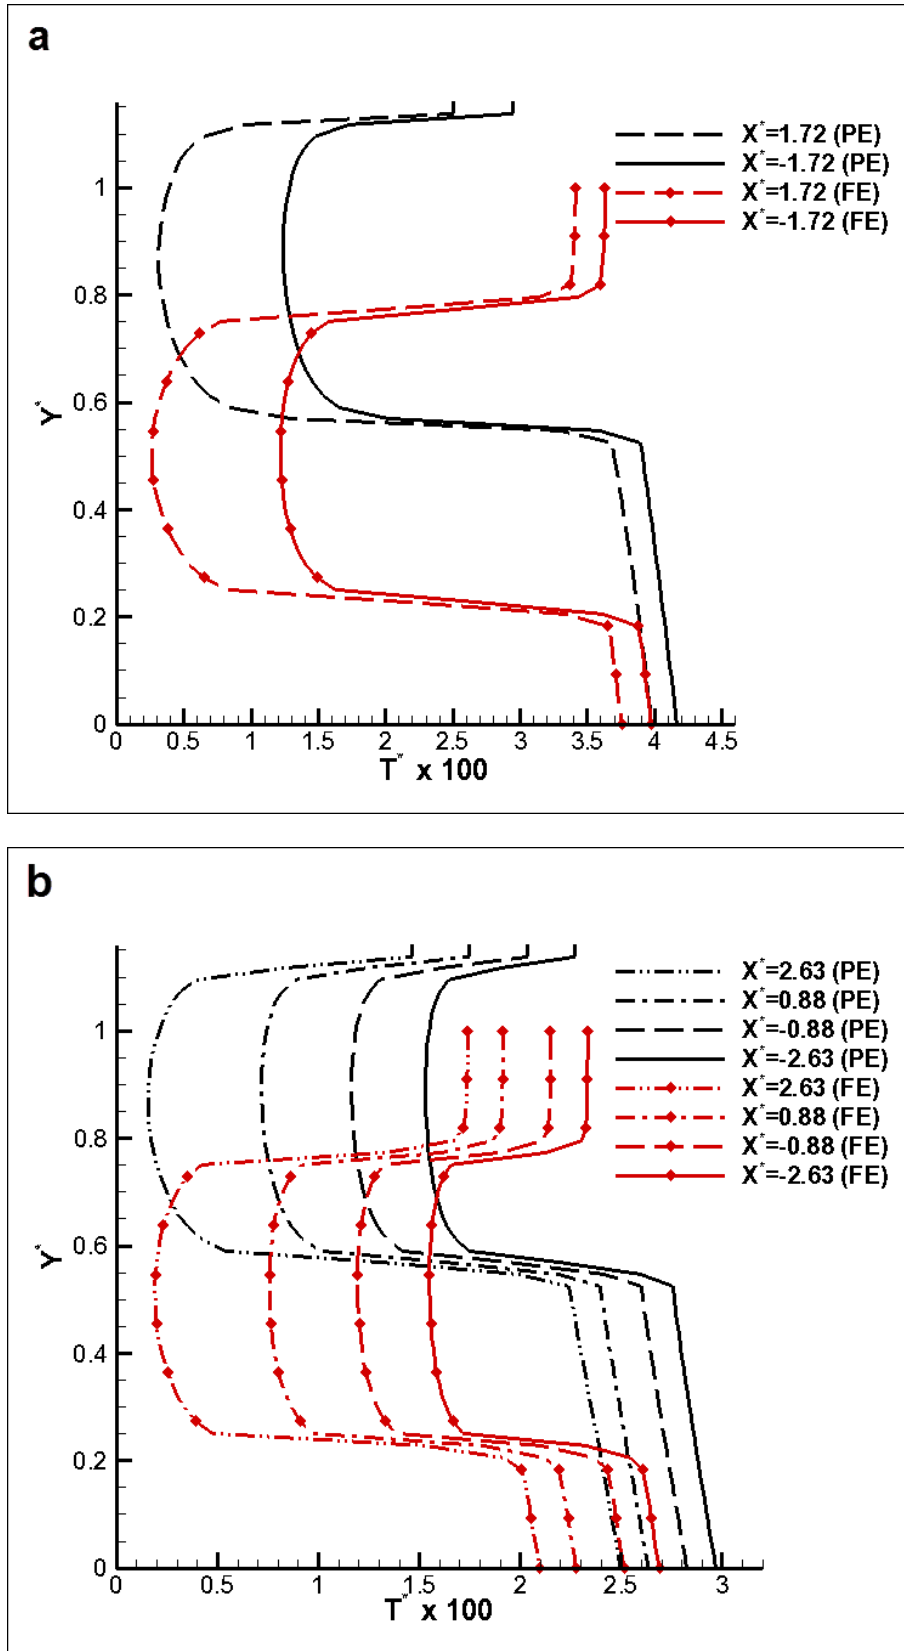 a
X*=1.72 (PE)
X*=-1.72 (PE)
X*=1.72 (FE)
X*=-1.72 (FE)
1
0.8
0.6
0.4
0.2
0
Y*
0 0.5 1 1.5 2 2.5 3 3.5 4 4.5
T* x 100
b
X*=2.63 (PE)
X*=0.88 (PE)
X*=-0.88 (PE)
X*=-2.63 (PE)
X*=2.63 (FE)
X*=0.88 (FE)
X*=-0.88 (FE)
X*=-2.63 (FE)
1
0.8
0.6
0.4
0.2
0
Y*
0 0.5 1 1.5 2 2.5 3
T* x 100